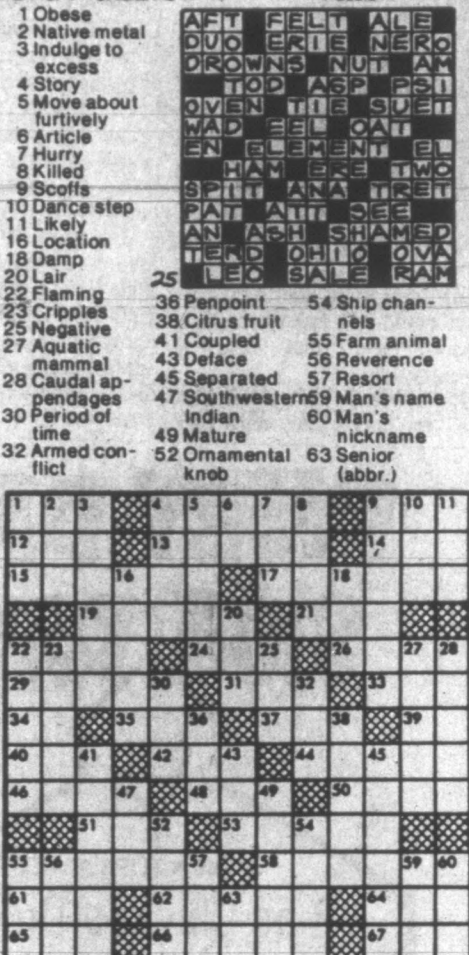 1 Obese
2 Native metal
3 Indulge to
excess
4 Story
5 Move about
furtively
6 Article
7 Hurry
8 Killed
9 Scoffs
10 Dance step
11 Likely
16 Location
18 Damp
20 Lair
22 Flaming
23 Cripples
25 Negative
27 Aquatic
mammal
28 Caudal ap-
pendages
30 Period of
time
32 Armed con-
flict
AFT FELT ALE
DUO ERIE NERO
DROWNS NUT AM
TOD ASP PSI
OVEN TIE SUET
WAD EEL OAT
EN ELEMENT EL
HAM ERE TWO
SPIT ANA TRET
PAT ATT SEE
AN ASH SHAMED
TERD OHIO OVA
LEO SALE RAM
25
36 Penpoint
38 Citrus fruit
41 Coupled
43 Deface
45 Separated
47 Southwestern
Indian
49 Mature
52 Ornamental
knob
54 Ship chan-
nels
55 Farm animal
56 Reverence
57 Resort
59 Man's name
60 Man's
nickname
63 Senior
(abbr.)
1 2 3 4 5 6 7 8 9 10 11
12 13 14
15 16 17 18
19 20 21
22 23 24 25 26 27 28
29 30 31 32 33
34 35 36 37 38 39
40 41 42 43 44 45
46 47 48 49 50
51 52 53 54
55 56 57 58 59 60
61 62 63 64
65 66 67